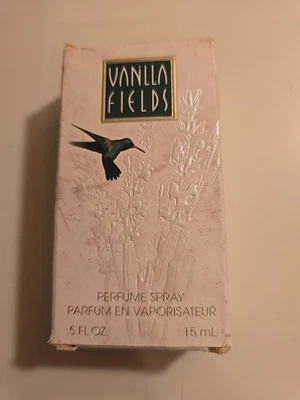 VANILLA
FIELDS
PERFUME SPRAY
PARFUM EN VAPORISATEUR
.5 FL OZ 15 mL